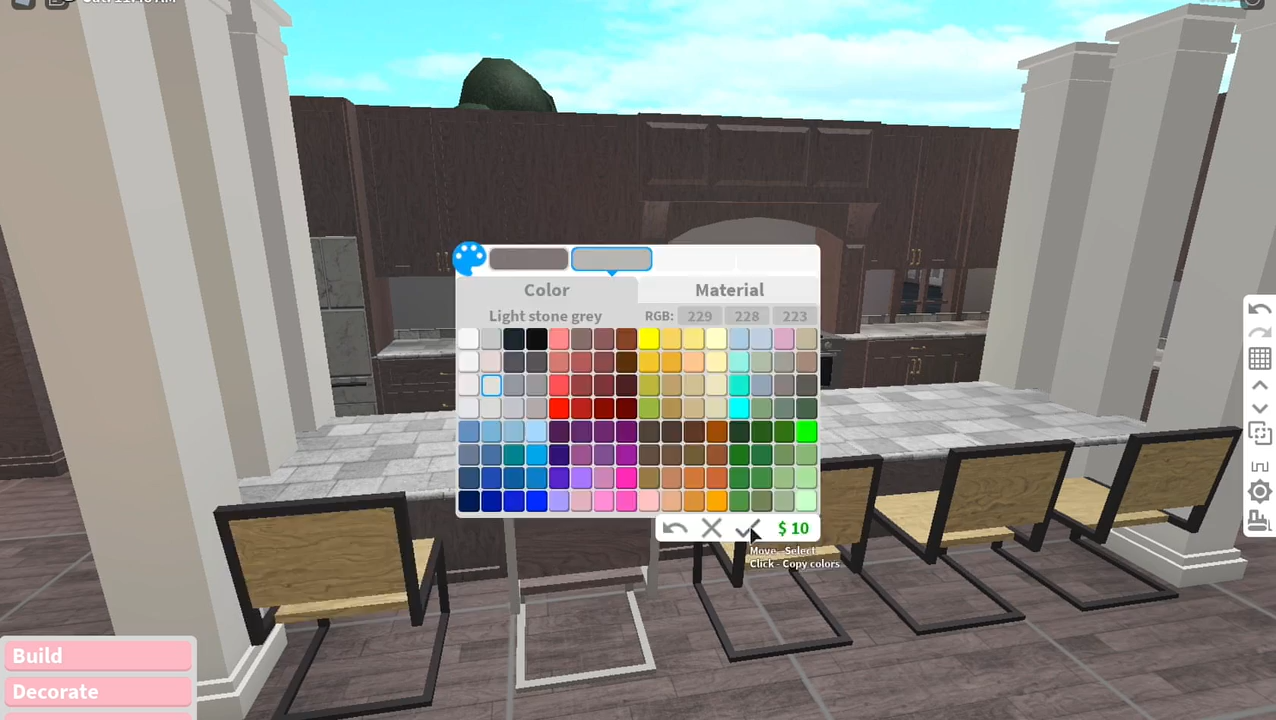 Color
Material
Light stone grey
RGB: 229 228 223
$ 10
Move - Select
Click - Copy colors
Build
Decorate